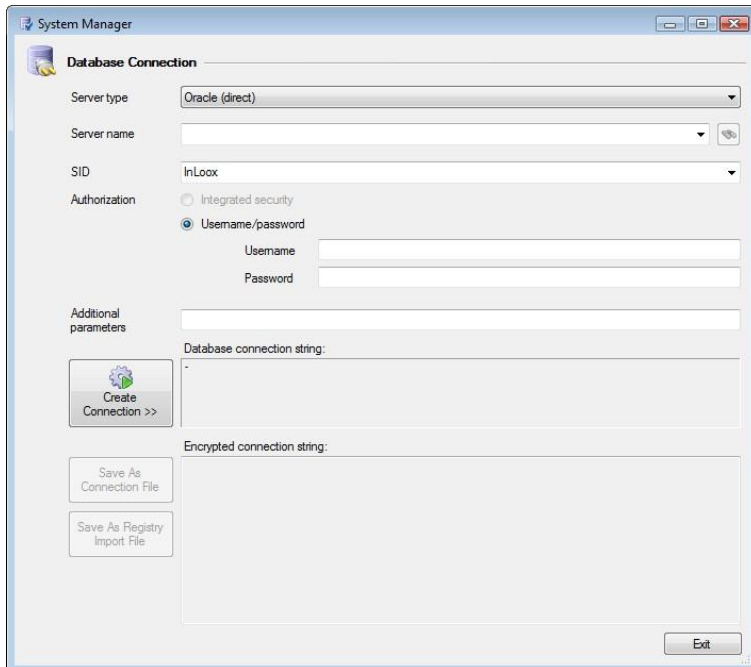 System Manager
Database Connection
Server type
Oracle (direct)
Server name
SID
InLoox
Authorization
Integrated security
Username/password
Username
Password
Additional
parameters
Database connection string:
Create
Connection >>
-
Encrypted connection string:
Save As
Connection File
Save As Registry
Import File
Exit